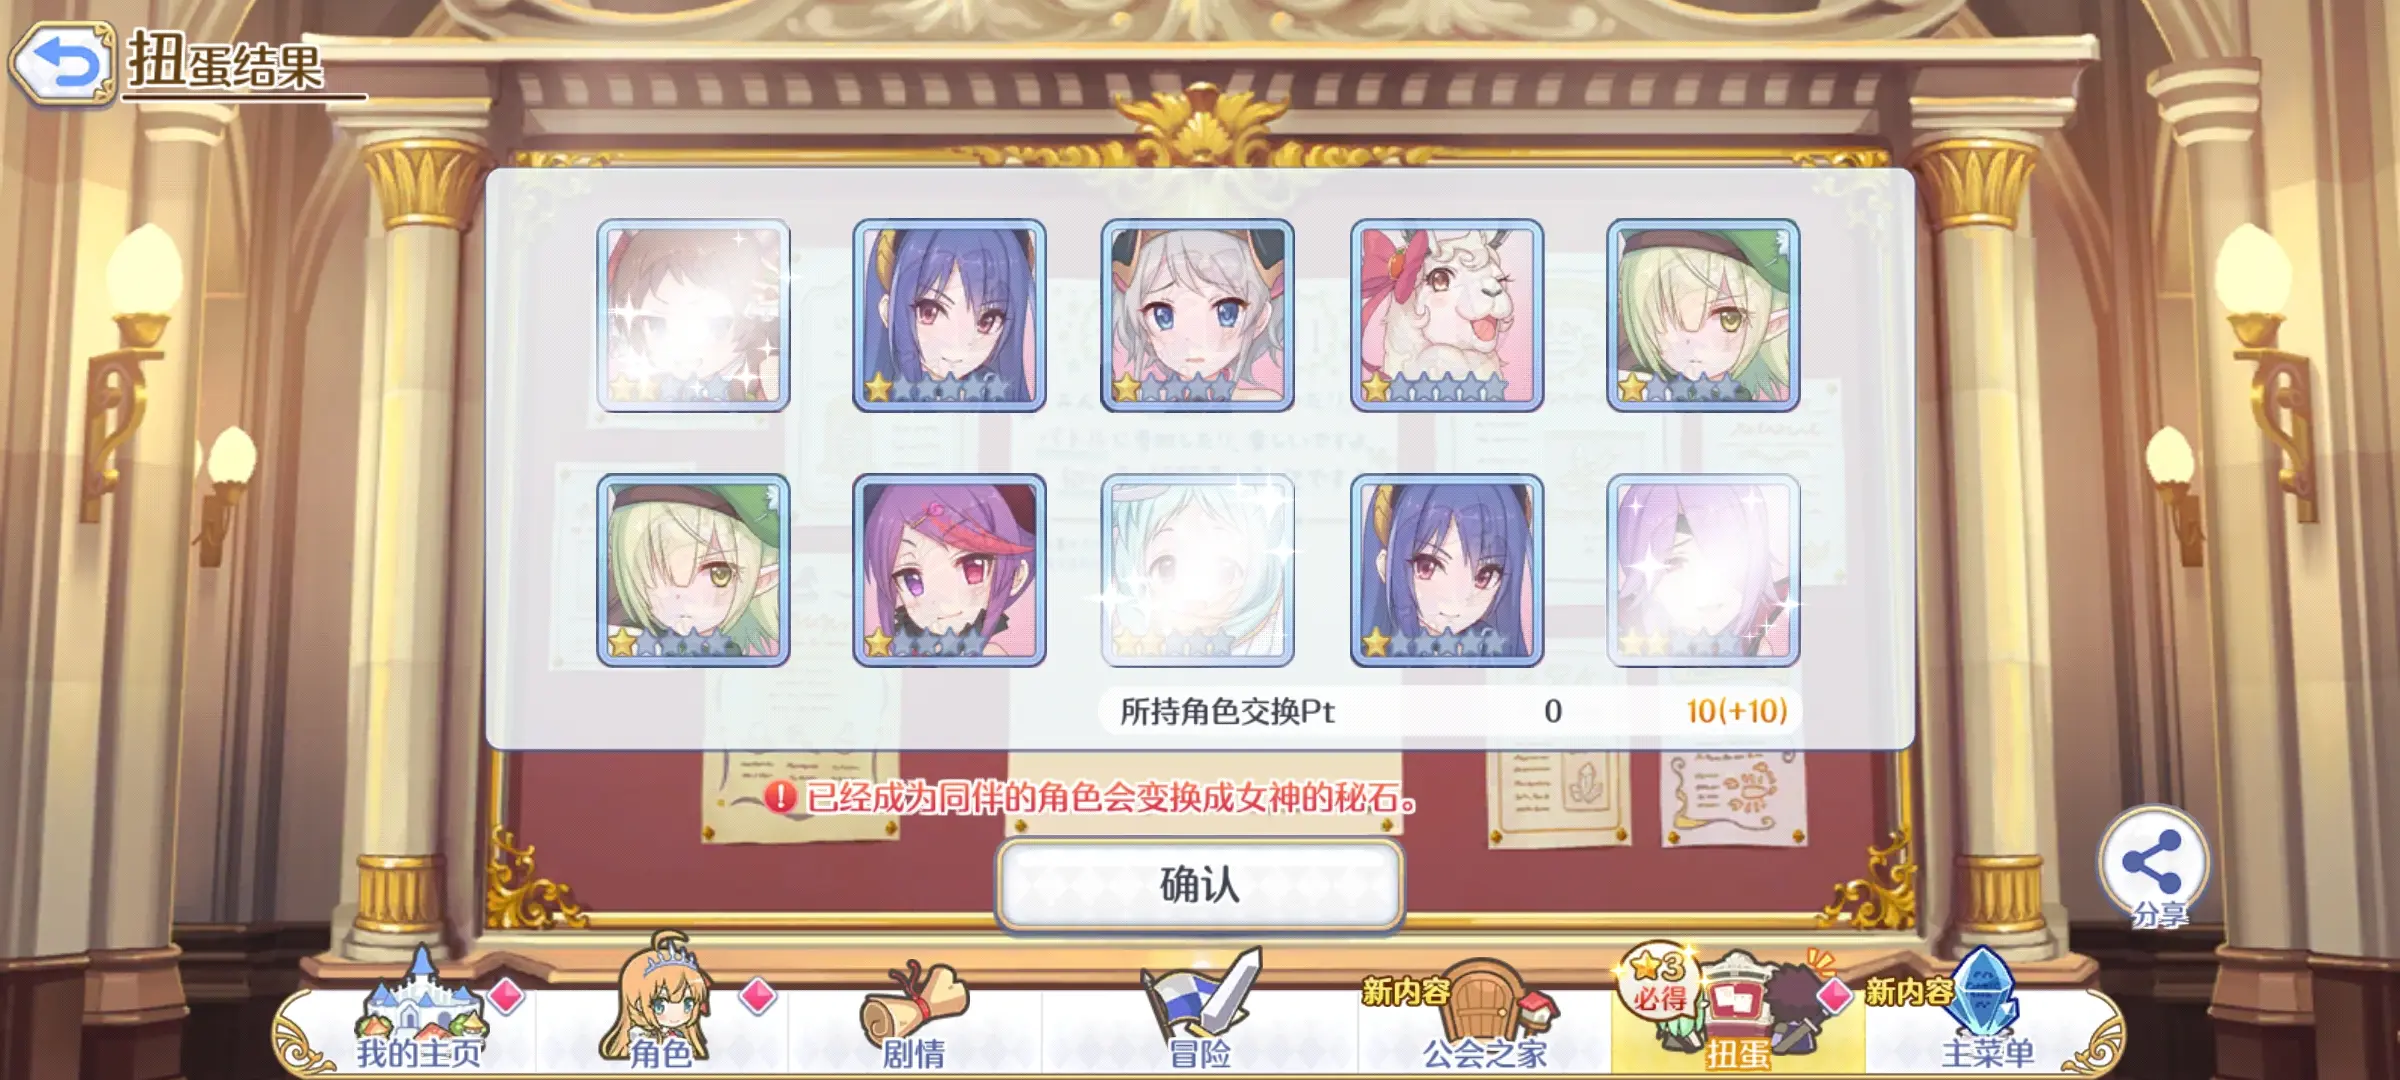 扭蛋结果
所持角色交换Pt 0 10(+10)
已经成为同伴的角色会变换成女神的秘石。
确认
分享
新内容
3
必得
新内容
我的主页
角色
剧情
冒险
公会之家
扭蛋
主菜单